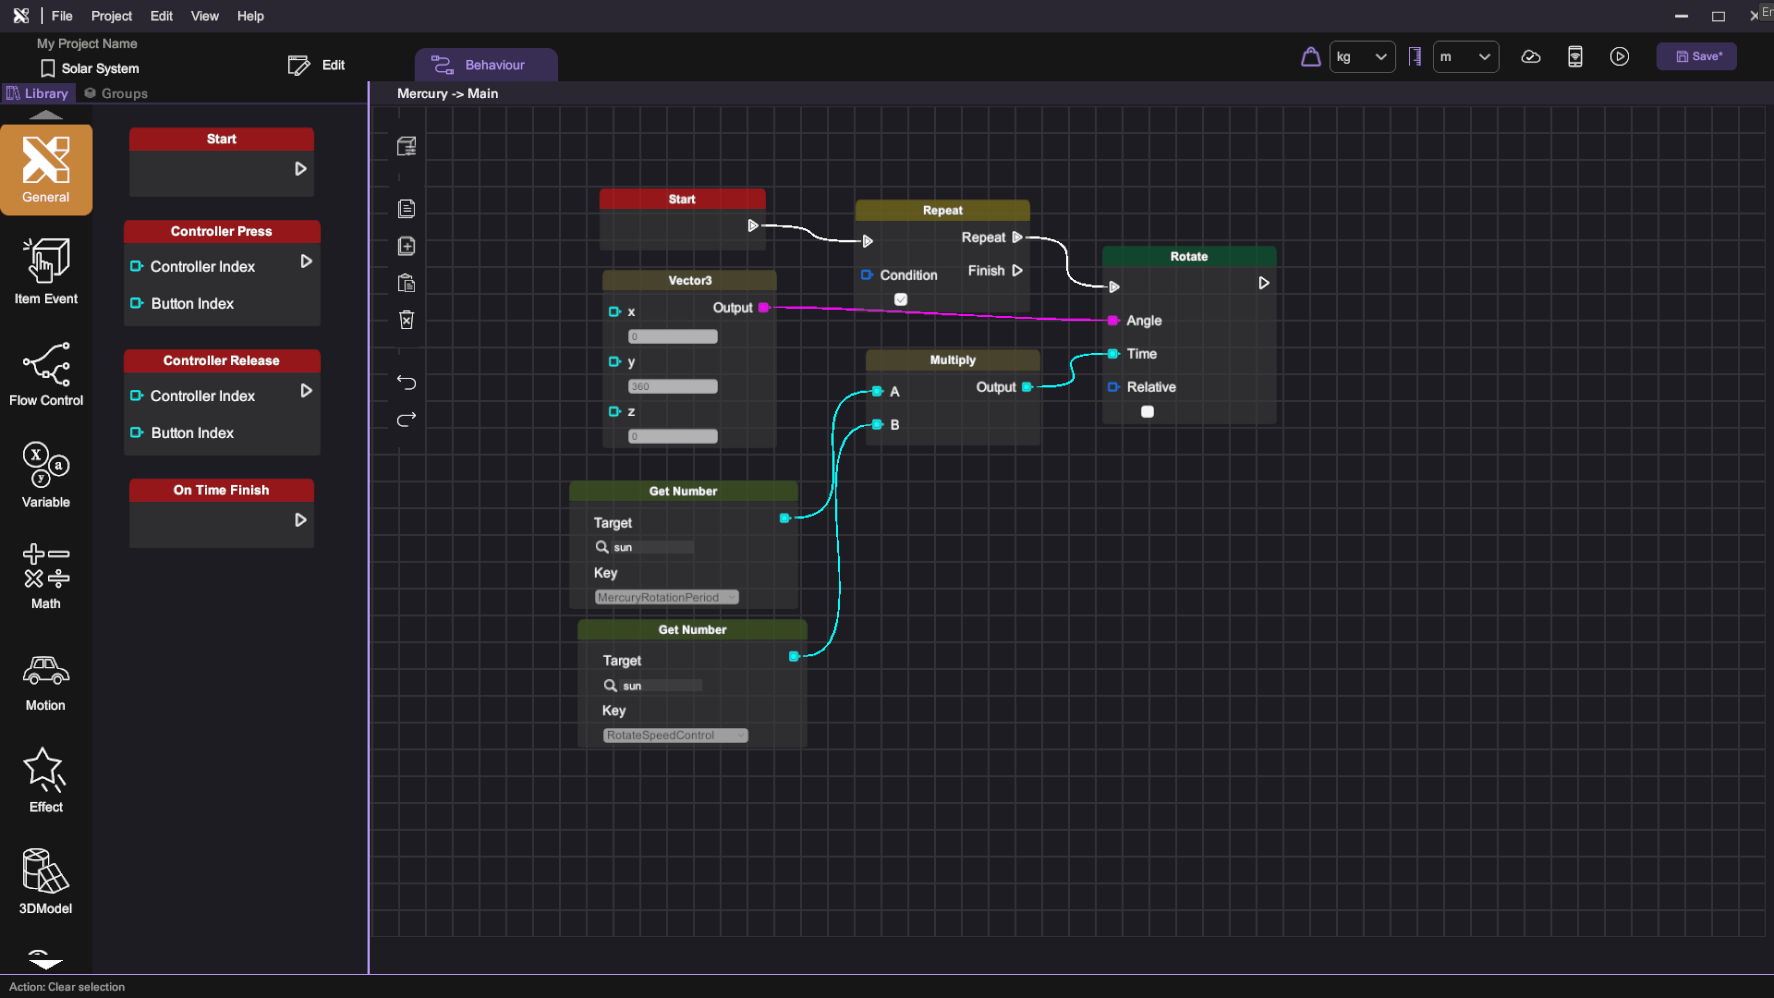 File Project Edit View Help
En
My Project Name
Solar System
Edit
Behaviour
kg
m
Save*
Library
Groups
Mercury -> Main
General
Item Event
Flow Control
Variable
Math
Motion
Effect
3DModel
Start
Controller Press
Controller Index
Button Index
Controller Release
Controller Index
Button Index
On Time Finish
Start
Vector3
x
Output
0
y
360
z
0
Repeat
Repeat
Condition
Finish
Rotate
Angle
Time
Relative
Multiply
A
Output
B
Get Number
Target
sun
Key
MercuryRotationPeriod
Get Number
Target
sun
Key
RotateSpeedControl
Action: Clear selection